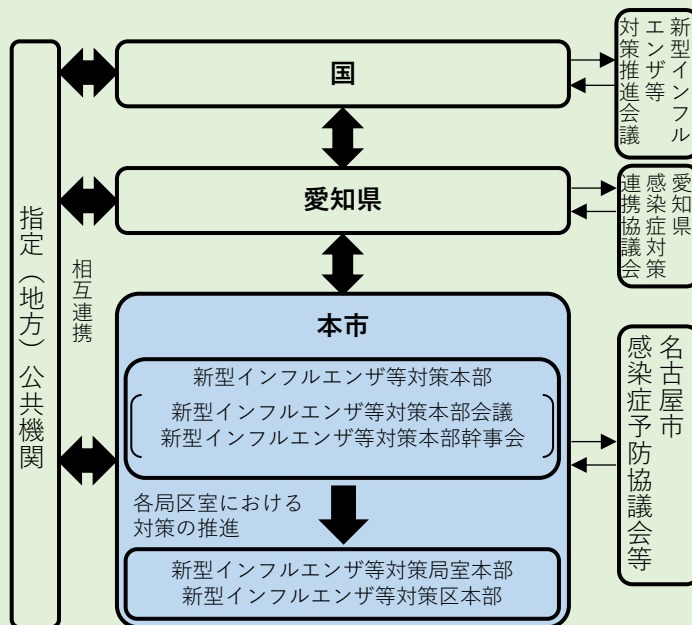 指定（地方）公共機関
相互連携
国
新型インフル
エンザ等
対策推進会議
愛知県
愛知県
感染症対策
連携協議会
本市
新型インフルエンザ等対策本部
新型インフルエンザ等対策本部会議
新型インフルエンザ等対策本部幹事会
名古屋市
感染症予防協議会等
各局区室における
対策の推進
新型インフルエンザ等対策局室本部
新型インフルエンザ等対策区本部